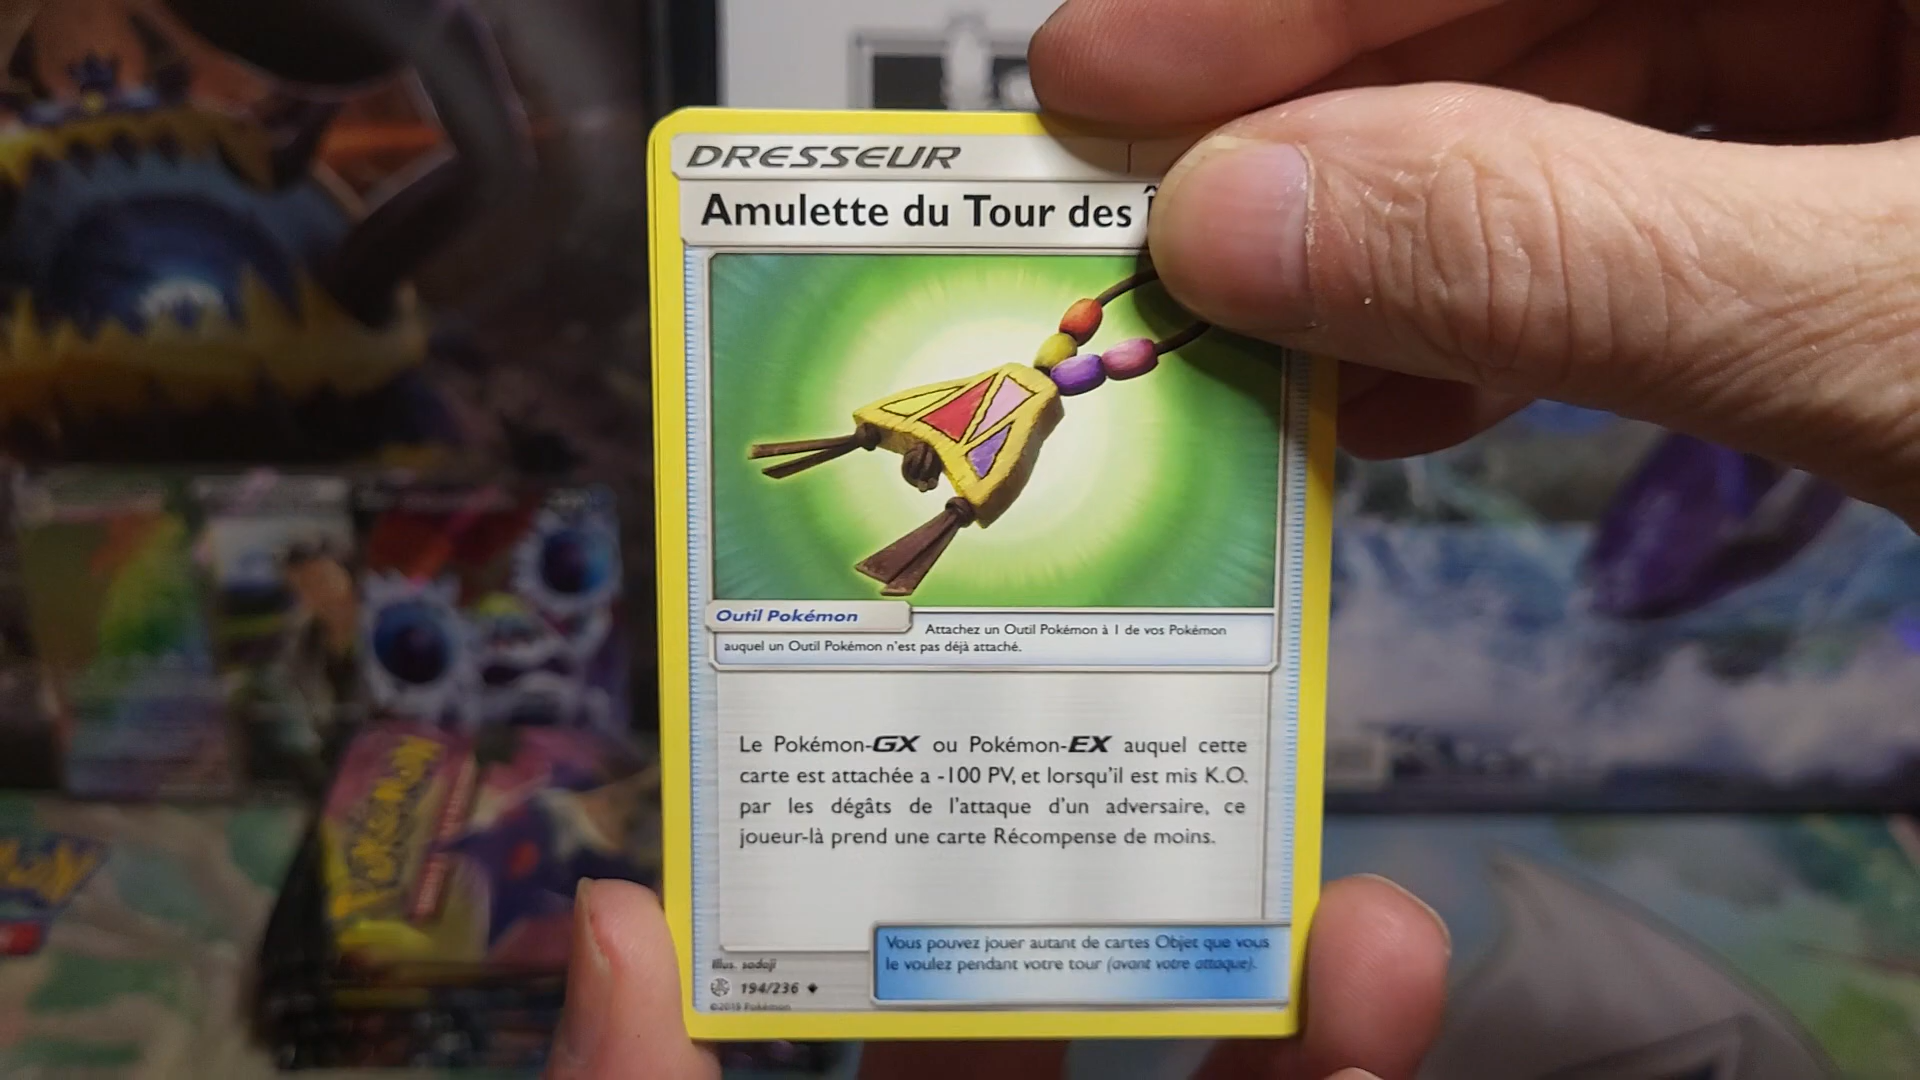 DRESSEUR
Amulette du Tour des Î
Outil Pokémon
Attachez un Outil Pokémon à 1 de vos Pokémon
auquel un Outil Pokémon n'est pas déjà attaché.
Le Pokémon-GX ou Pokémon-EX auquel cette
carte est attachée a -100 PV, et lorsqu'il est mis K.O.
par les dégâts de l'attaque d'un adversaire, ce
joueur-là prend une carte Récompense de moins.
Vous pouvez jouer autant de cartes Objet que vous
le voulez pendant votre tour (avant votre attaque).
Illus. sadaji
194/236
©2019 Pokémon
POKÉMON